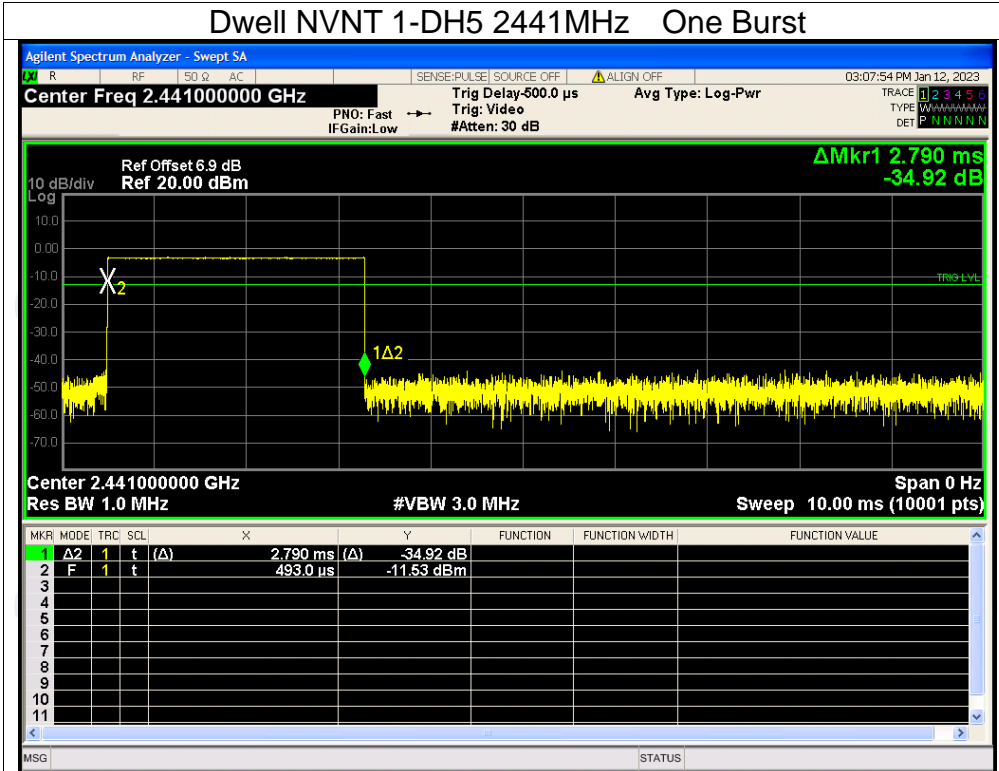 Dwell NVNT 1-DH5 2441MHz One Burst
Agilent Spectrum Analyzer - Swept SA
LXI R RF 50 Ω AC SENSE:PULSE SOURCE OFF ALIGN OFF 03:07:54 PM Jan 12, 2023
Center Freq 2.441000000 GHz Trig Delay-500.0 µs Avg Type: Log-Pwr TRACE 1 2 3 4 5 6
PNO: Fast Trig: Video TYPE WWWWWW
IFGain:Low #Atten: 30 dB DET P N N N N N
ΔMkr1 2.790 ms
-34.92 dB
Ref Offset 6.9 dB
10 dB/div Ref 20.00 dBm
Log
10.0
0.00
-10.0
TRIG LVL
2
-20.0
-30.0
1Δ2
-40.0
-50.0
-60.0
-70.0
Center 2.441000000 GHz Span 0 Hz
Res BW 1.0 MHz #VBW 3.0 MHz Sweep 10.00 ms (10001 pts)
MKR MODE TRC SCL X Y FUNCTION FUNCTION WIDTH FUNCTION VALUE
1 Δ2 1 t (Δ) 2.790 ms (Δ) -34.92 dB
2 F 1 t 493.0 µs -11.53 dBm
3
4
5
6
7
8
9
10
11
MSG STATUS